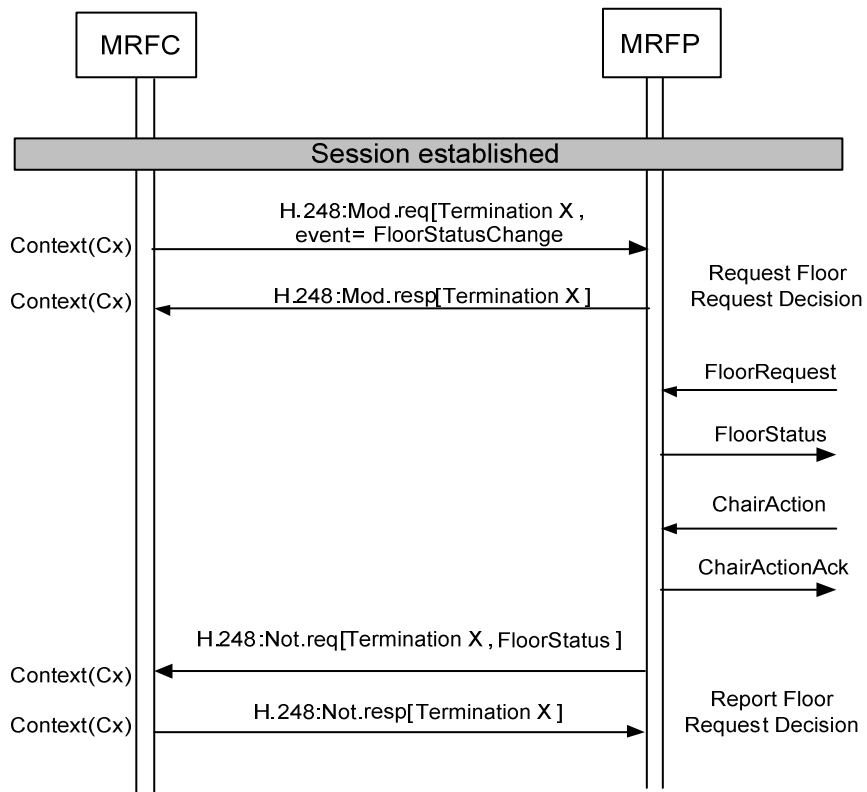 MRFC
MRFP
Session established
H.248:Mod.req[Termination X ,
event= FloorStatusChange
Context(Cx)
Context(Cx)
H.248:Mod.resp[Termination X ]
Request Floor
Request Decision
FloorRequest
FloorStatus
ChairAction
ChairActionAck
H.248:Not.req[Termination X , FloorStatus ]
Context(Cx)
Context(Cx)
H.248:Not.resp[Termination X ]
Report Floor
Request Decision